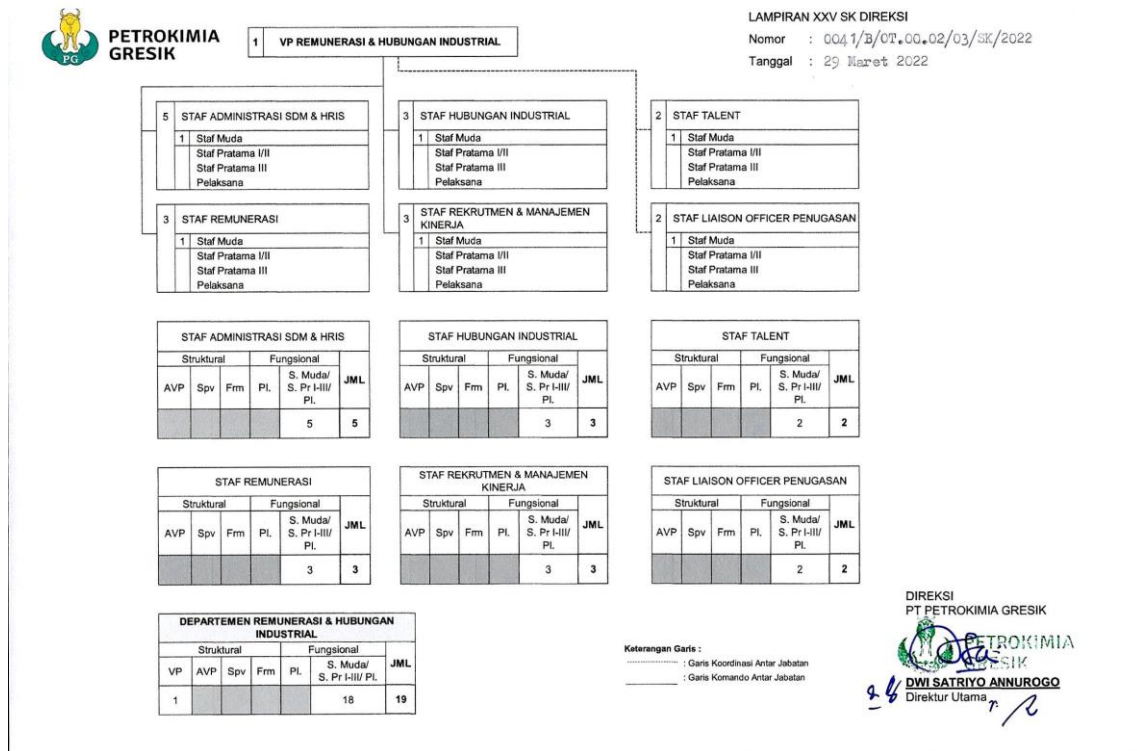 PETROKIMIA
GRESIK
PG
1 VP REMUNERASI & HUBUNGAN INDUSTRIAL
LAMPIRAN XXV SK DIREKSI
Nomor : 0041/B/OT.00.02/03/SK/2022
Tanggal : 29 Maret 2022
5 STAF ADMINISTRASI SDM & HRIS
1 Staf Muda
Staf Pratama I/II
Staf Pratama III
Pelaksana
3 STAF HUBUNGAN INDUSTRIAL
1 Staf Muda
Staf Pratama I/II
Staf Pratama III
Pelaksana
2 STAF TALENT
1 Staf Muda
Staf Pratama I/II
Staf Pratama III
Pelaksana
3 STAF REMUNERASI
1 Staf Muda
Staf Pratama I/II
Staf Pratama III
Pelaksana
3 STAF REKRUTMEN & MANAJEMEN
KINERJA
1 Staf Muda
Staf Pratama I/II
Staf Pratama III
Pelaksana
2 STAF LIAISON OFFICER PENUGASAN
1 Staf Muda
Staf Pratama I/II
Staf Pratama III
Pelaksana
STAF ADMINISTRASI SDM & HRIS
Struktural Fungsional
AVP Spv Frm Pl. S. Muda/ JML
S. Pr I-III/
Pl.
5 5
STAF HUBUNGAN INDUSTRIAL
Struktural Fungsional
AVP Spv Frm Pl. S. Muda/ JML
S. Pr I-III/
Pl.
3 3
STAF TALENT
Struktural Fungsional
AVP Spv Frm Pl. S. Muda/ JML
S. Pr I-III/
Pl.
2 2
STAF REMUNERASI
Struktural Fungsional
AVP Spv Frm Pl. S. Muda/ JML
S. Pr I-III/
Pl.
3 3
STAF REKRUTMEN & MANAJEMEN
KINERJA
Struktural Fungsional
AVP Spv Frm Pl. S. Muda/ JML
S. Pr I-III/
Pl.
3 3
STAF LIAISON OFFICER PENUGASAN
Struktural Fungsional
AVP Spv Frm Pl. S. Muda/ JML
S. Pr I-III/
Pl.
2 2
DEPARTEMEN REMUNERASI & HUBUNGAN
INDUSTRIAL
Struktural Fungsional
VP AVP Spv Frm Pl. S. Muda/ JML
S. Pr I-III/ Pl.
1 18 19
Keterangan Garis :
: Garis Koordinasi Antar Jabatan
: Garis Komando Antar Jabatan
DIREKSI
PT PETROKIMIA GRESIK
PETROKIMIA
GRESIK
DWI SATRIYO ANNUROGO
Direktur Utama